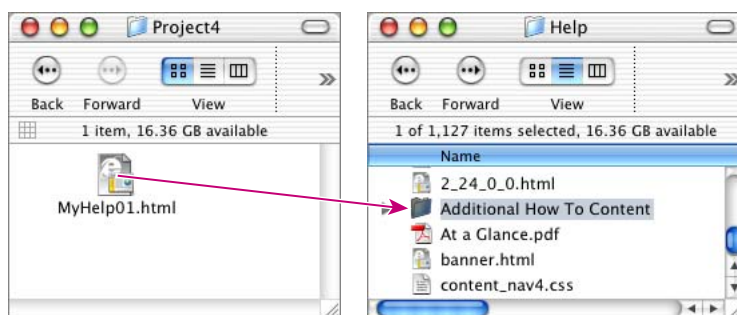 Project4
Back Forward View
1 item, 16.36 GB available
MyHelp01.html
Help
Back Forward View
1 of 1,127 items selected, 16.36 GB available
Name
2_24_0_0.html
Additional How To Content
At a Glance.pdf
banner.html
content_nav4.css